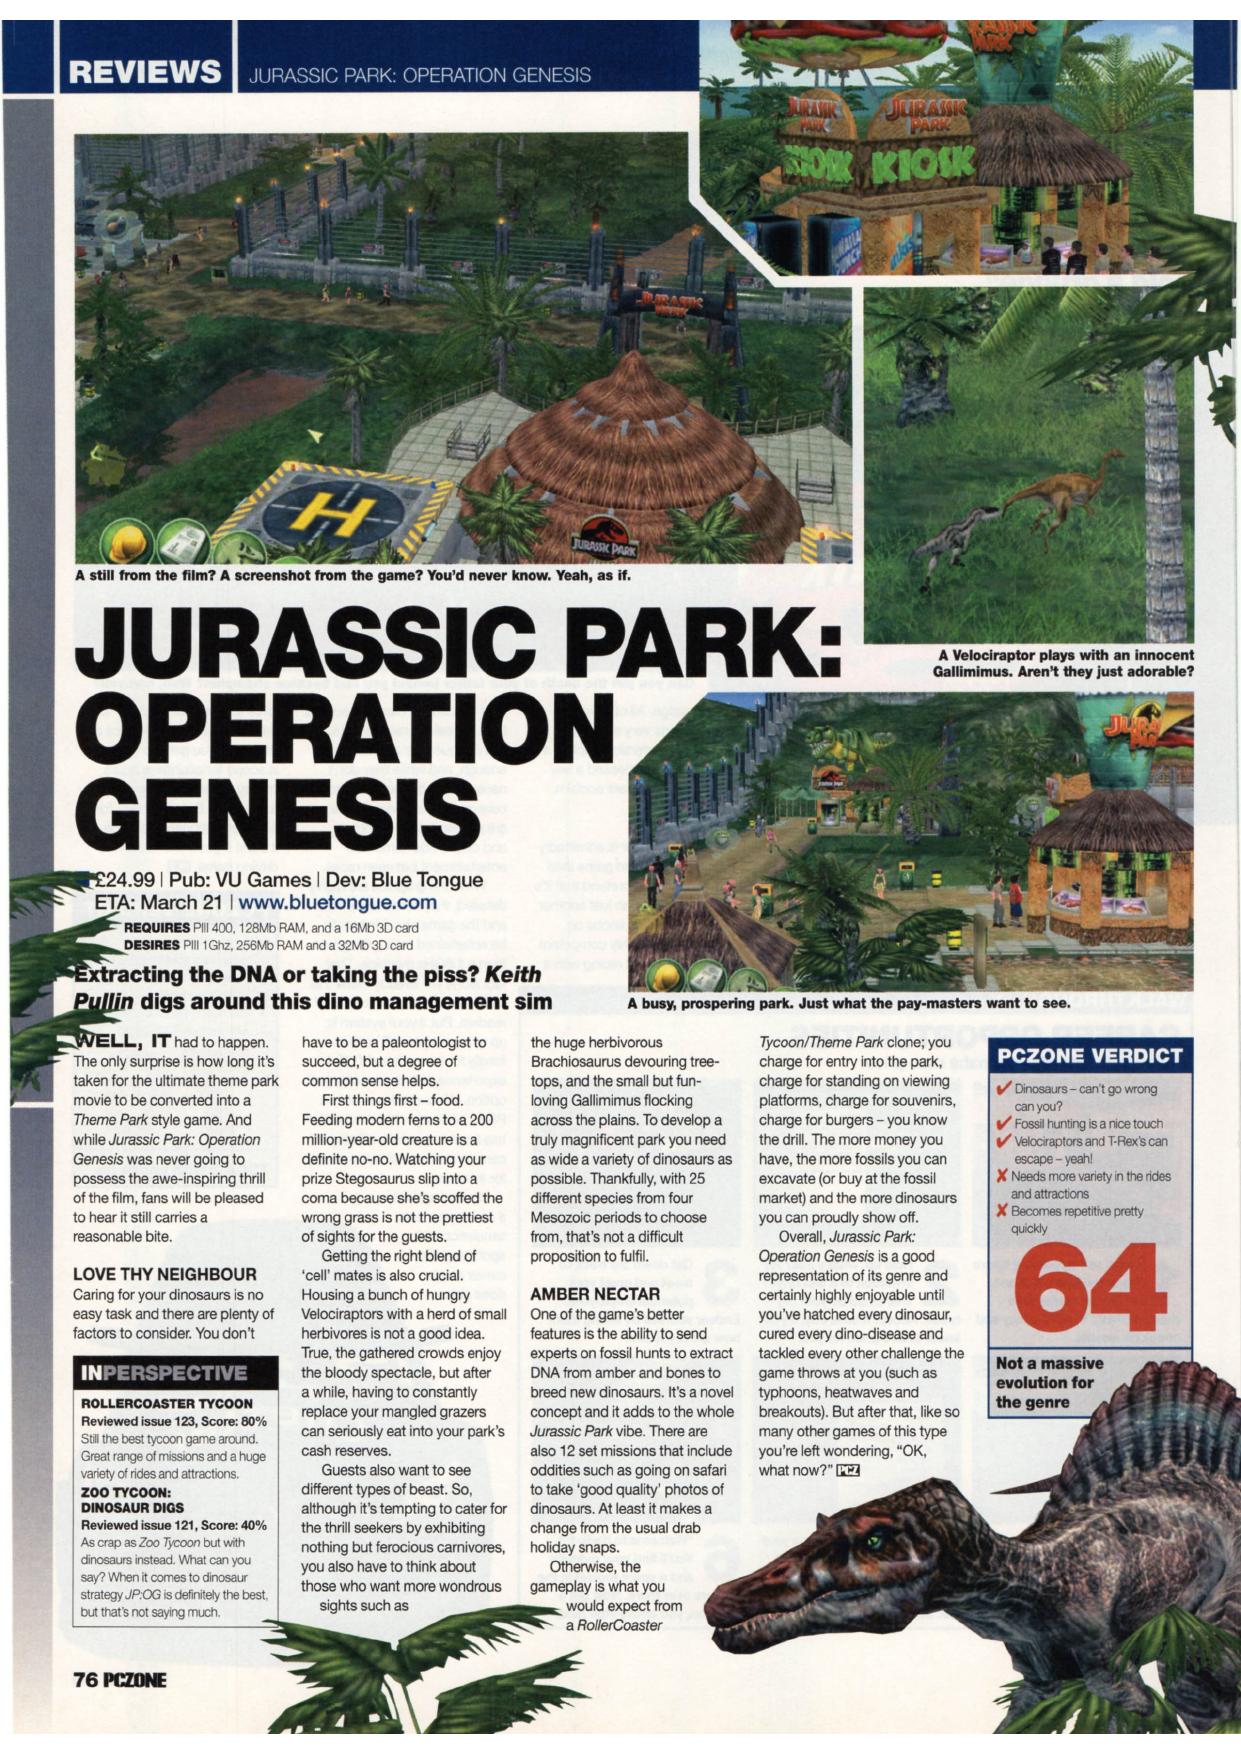 REVIEWS
JURASSIC PARK: OPERATION GENESIS
JURASSIC
PARK
JURASSIC
PARK
KIOSK
KIOSK
JURASSIC
PARK
H
JURASSIC PARK
A still from the film? A screenshot from the game? You'd never know. Yeah, as if.
A Velociraptor plays with an innocent
Gallimimus. Aren't they just adorable?
JURASSIC PARK:
OPERATION
GENESIS
£24.99 | Pub: VU Games | Dev: Blue Tongue
ETA: March 21 | www.bluetongue.com
REQUIRES PIII 400, 128Mb RAM, and a 16Mb 3D card
DESIRES PIII 1Ghz, 256Mb RAM and a 32Mb 3D card
Extracting the DNA or taking the piss? Keith
Pullin digs around this dino management sim
A busy, prospering park. Just what the pay-masters want to see.
WELL, IT had to happen.
The only surprise is how long it's
taken for the ultimate theme park
movie to be converted into a
Theme Park style game. And
while Jurassic Park: Operation
Genesis was never going to
possess the awe-inspiring thrill
of the film, fans will be pleased
to hear it still carries a
reasonable bite.
LOVE THY NEIGHBOUR
Caring for your dinosaurs is no
easy task and there are plenty of
factors to consider. You don't
have to be a paleontologist to
succeed, but a degree of
common sense helps.
First things first – food.
Feeding modern ferns to a 200
million-year-old creature is a
definite no-no. Watching your
prize Stegosaurus slip into a
coma because she's scoffed the
wrong grass is not the prettiest
of sights for the guests.
Getting the right blend of
'cell' mates is also crucial.
Housing a bunch of hungry
Velociraptors with a herd of small
herbivores is not a good idea.
True, the gathered crowds enjoy
the bloody spectacle, but after
a while, having to constantly
replace your mangled grazers
can seriously eat into your park's
cash reserves.
Guests also want to see
different types of beast. So,
although it's tempting to cater for
the thrill seekers by exhibiting
nothing but ferocious carnivores,
you also have to think about
those who want more wondrous
sights such as
the huge herbivorous
Brachiosaurus devouring tree-
tops, and the small but fun-
loving Gallimimus flocking
across the plains. To develop a
truly magnificent park you need
as wide a variety of dinosaurs as
possible. Thankfully, with 25
different species from four
Mesozoic periods to choose
from, that's not a difficult
proposition to fulfil.
AMBER NECTAR
One of the game's better
features is the ability to send
experts on fossil hunts to extract
DNA from amber and bones to
breed new dinosaurs. It's a novel
concept and it adds to the whole
Jurassic Park vibe. There are
also 12 set missions that include
oddities such as going on safari
to take 'good quality' photos of
dinosaurs. At least it makes a
change from the usual drab
holiday snaps.
Otherwise, the
gameplay is what you
would expect from
a RollerCoaster
Tycoon/Theme Park clone; you
charge for entry into the park,
charge for standing on viewing
platforms, charge for souvenirs,
charge for burgers – you know
the drill. The more money you
have, the more fossils you can
excavate (or buy at the fossil
market) and the more dinosaurs
you can proudly show off.
Overall, Jurassic Park:
Operation Genesis is a good
representation of its genre and
certainly highly enjoyable until
you've hatched every dinosaur,
cured every dino-disease and
tackled every other challenge the
game throws at you (such as
typhoons, heatwaves and
breakouts). But after that, like so
many other games of this type
you're left wondering, "OK,
what now?" PCZ
INPERSPECTIVE
ROLLERCOASTER TYCOON
Reviewed issue 123, Score: 80%
Still the best tycoon game around.
Great range of missions and a huge
variety of rides and attractions.
ZOO TYCOON:
DINOSAUR DIGS
Reviewed issue 121, Score: 40%
As crap as Zoo Tycoon but with
dinosaurs instead. What can you
say? When it comes to dinosaur
strategy JP:OG is definitely the best,
but that's not saying much.
PCZONE VERDICT
✔ Dinosaurs – can't go wrong
can you?
✔ Fossil hunting is a nice touch
✔ Velociraptors and T-Rex's can
escape – yeah!
✘ Needs more variety in the rides
and attractions
✘ Becomes repetitive pretty
quickly
64
Not a massive
evolution for
the genre
76 PCZONE